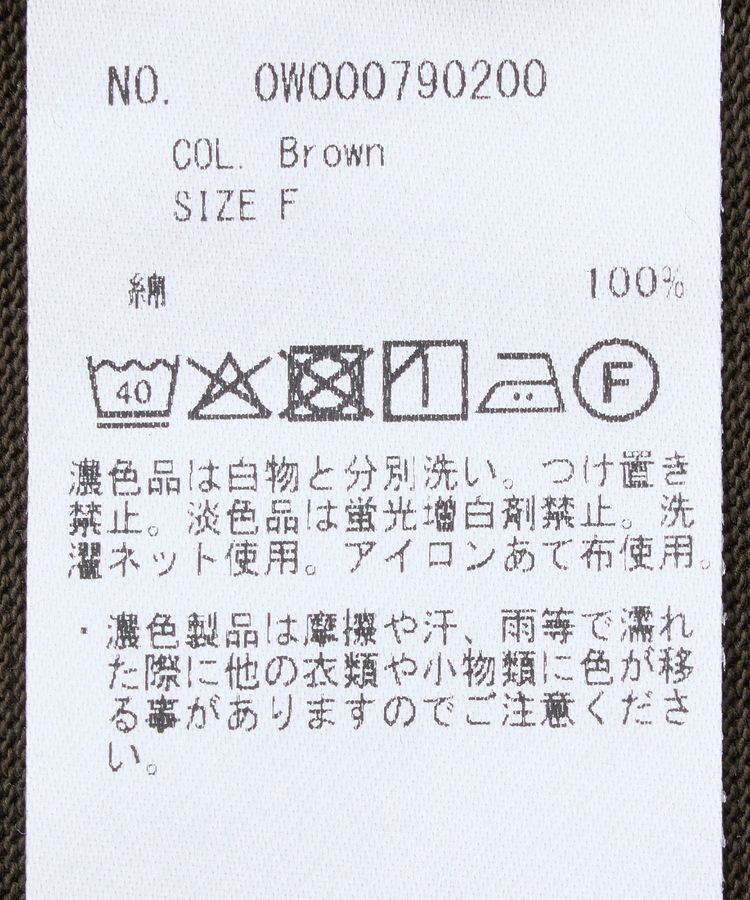 NO. OW000790200
COL. Brown
SIZE F
綿 100%
40 F
濃色品は白物と分別洗い。つけ置き
禁止。淡色品は蛍光増白剤禁止。洗
濯ネット使用。アイロンあて布使用。
・濃色製品は摩擦や汗、雨等で濡れ
た際に他の衣類や小物類に色が移
る事がありますのでご注意くださ
い。